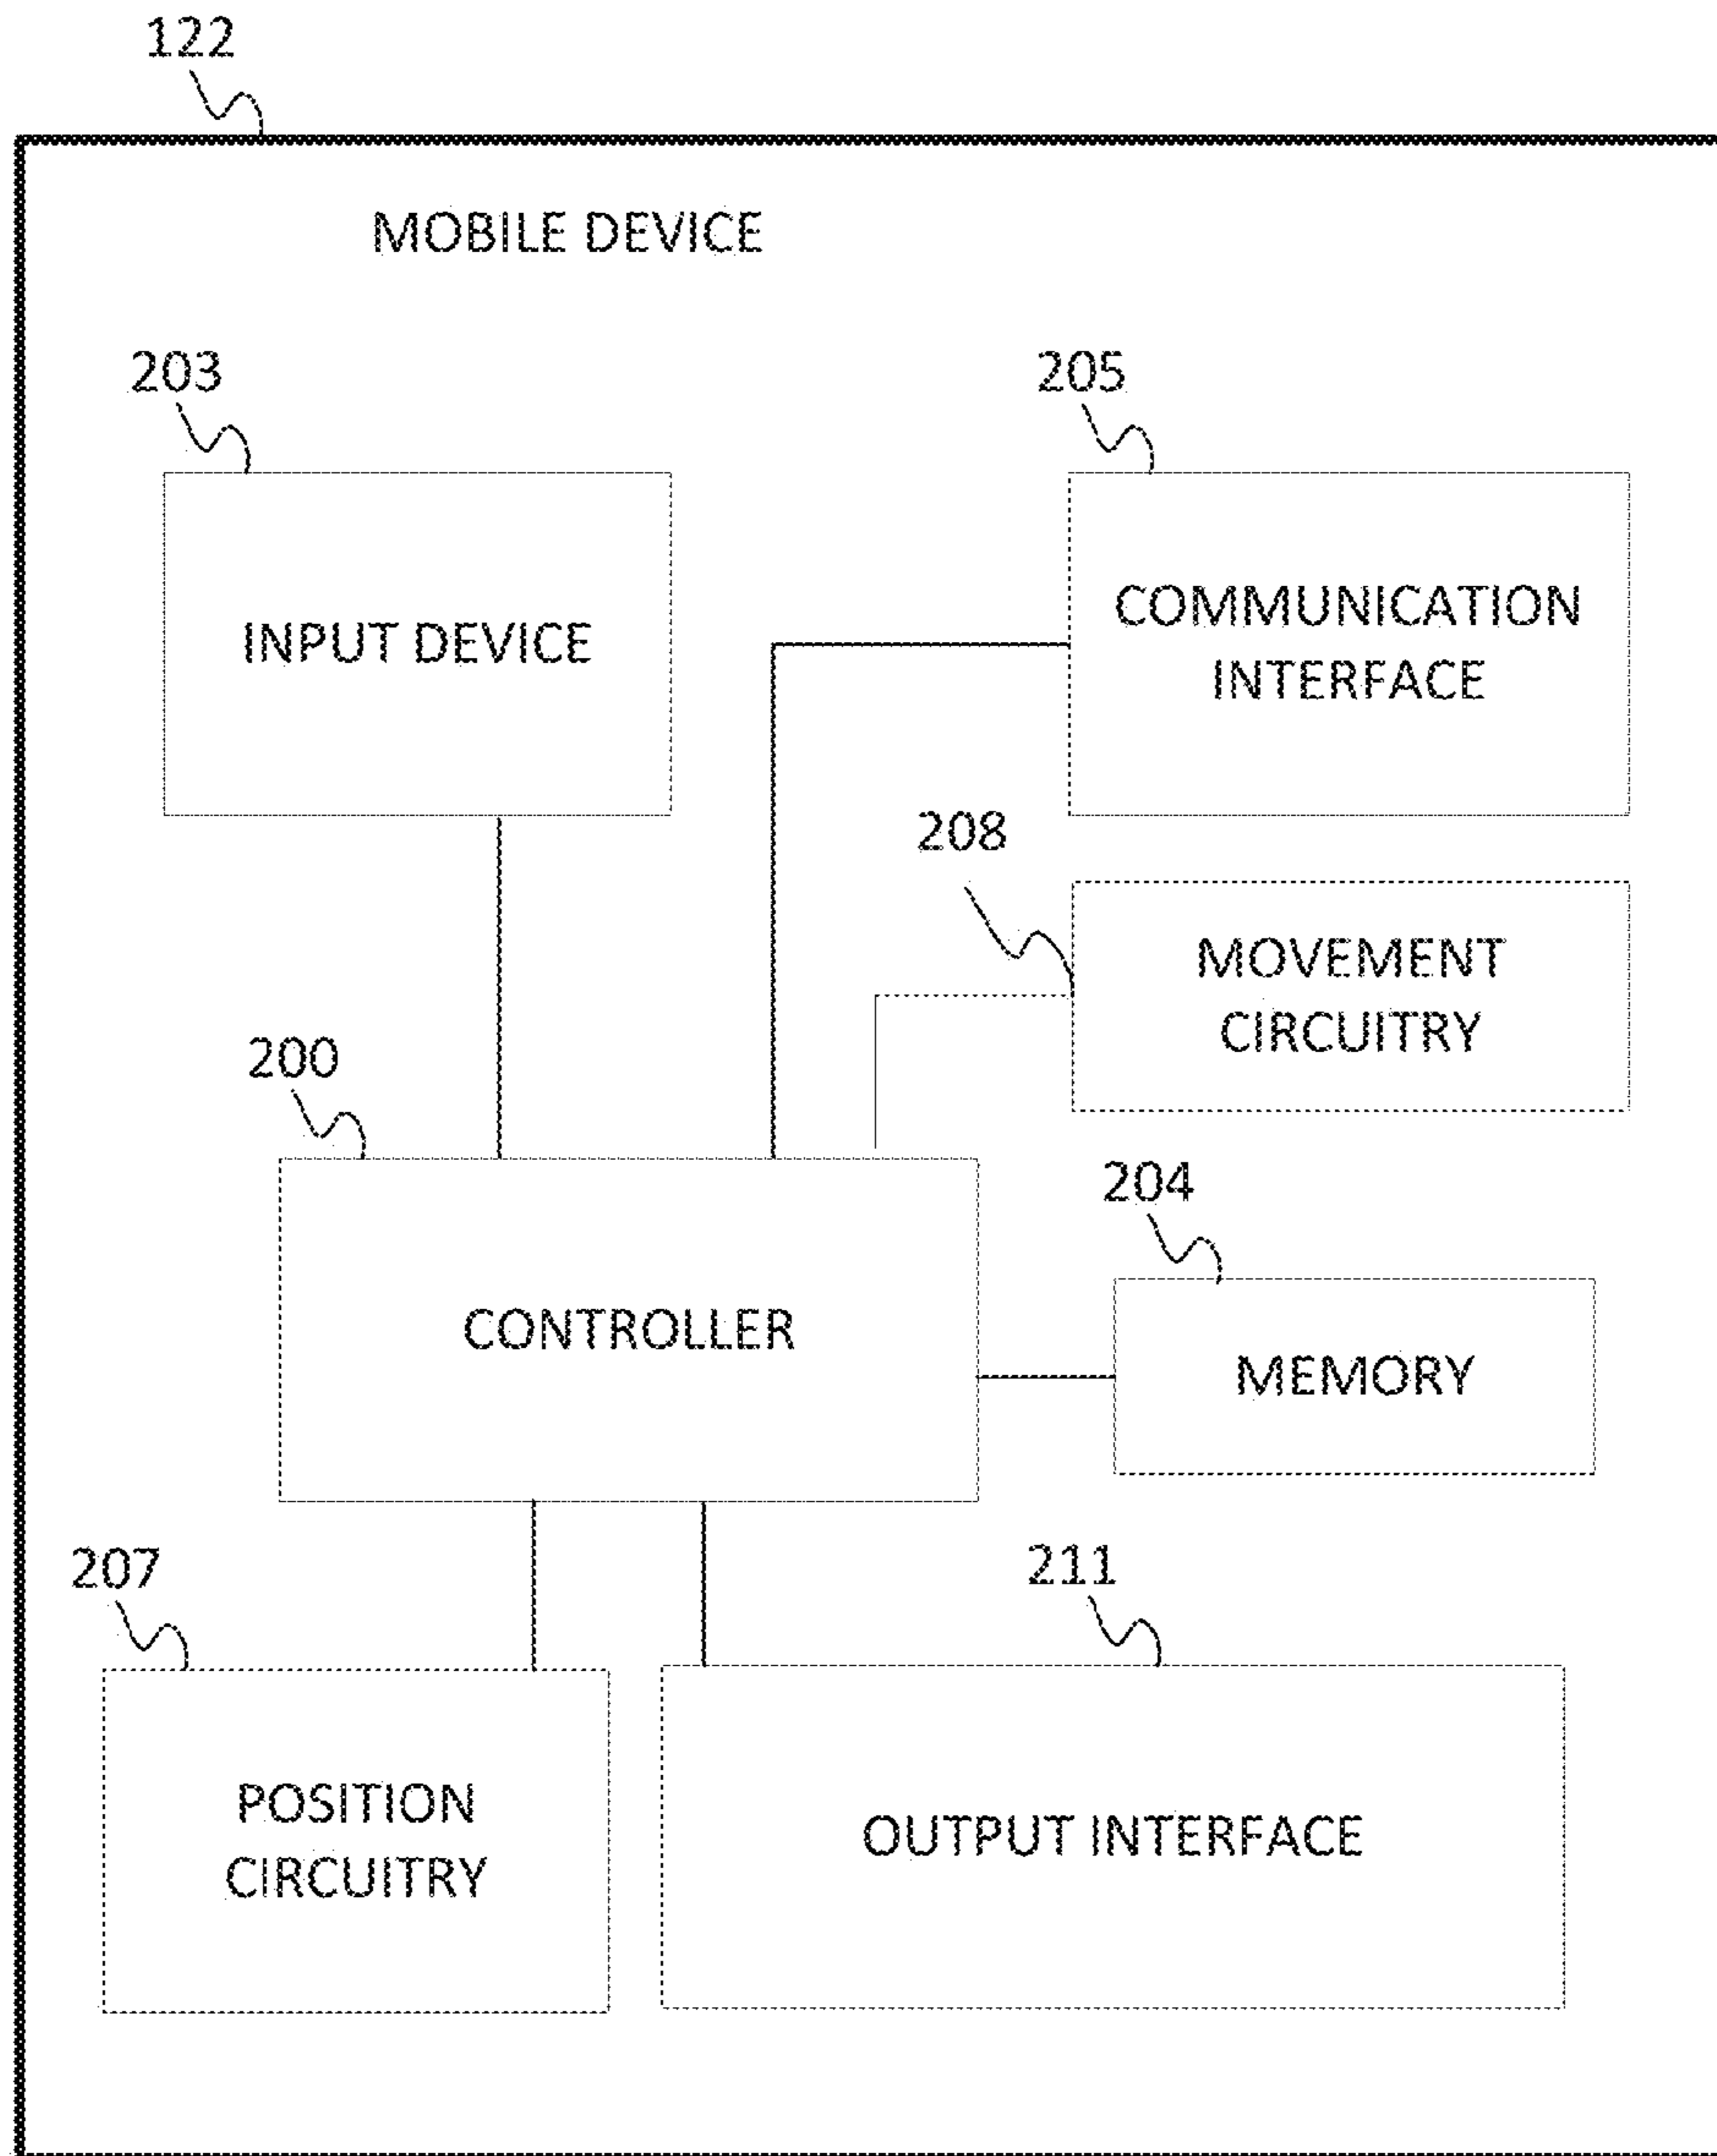 122
MOBILE DEVICE
203
205
INPUT DEVICE
COMMUNICATION
INTERFACE
208
MOVEMENT
CIRCUITRY
200
204
CONTROLLER
MEMORY
207
211
POSITION
CIRCUITRY
OUTPUT INTERFACE